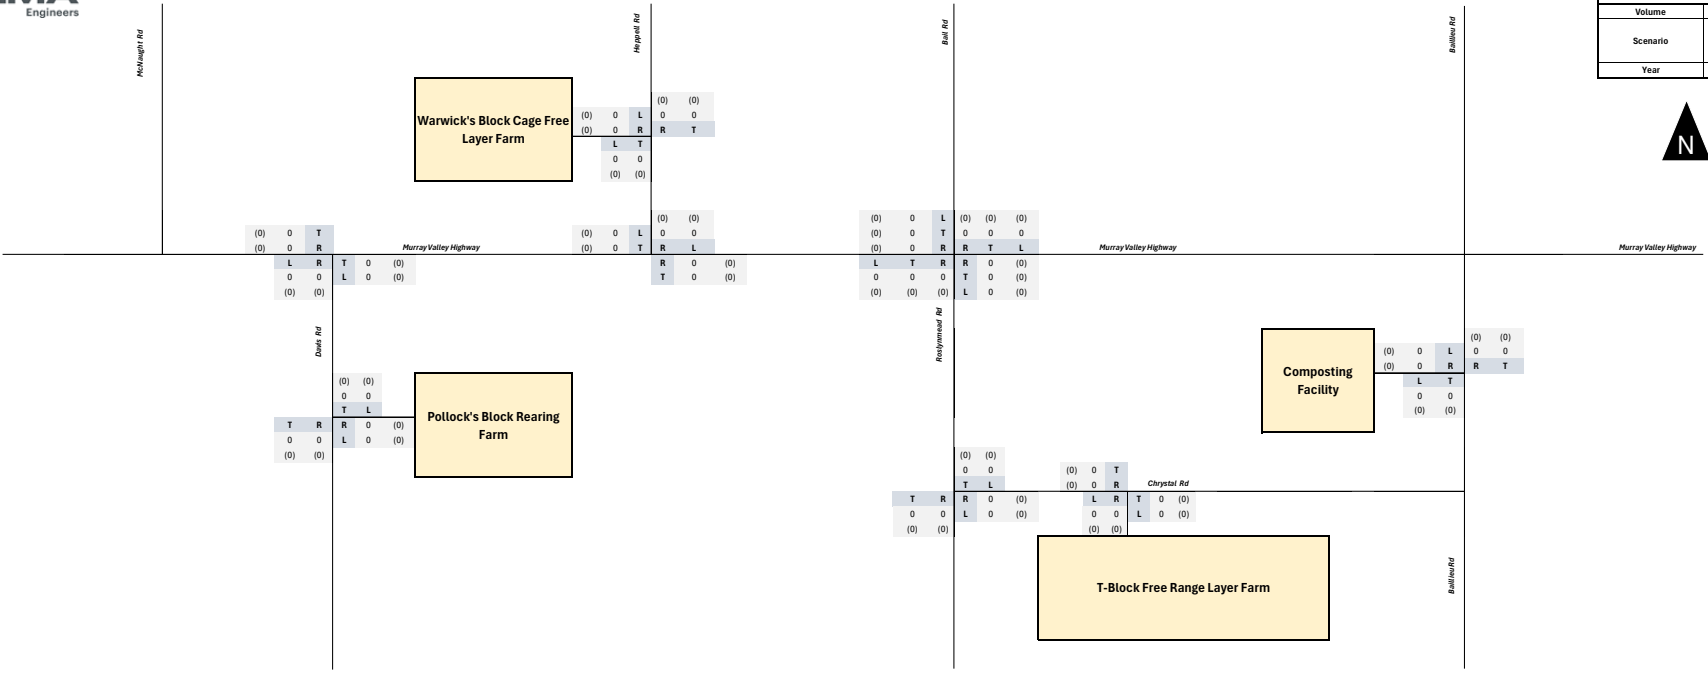 Engineers
Volume
Scenario
Year
McNaught Rd
Heppell Rd
Ball Rd
Baillieu Rd
N
Warwick's Block Cage Free
Layer Farm
(0) (0)
(0) 0 L 0 0
(0) 0 R R T
L T
0 0
(0) (0)
(0) 0 T
(0) 0 R
L R T 0 (0)
0 0 L 0 (0)
(0) (0)
Murray Valley Highway
(0) (0)
(0) 0 L 0 0
(0) 0 T R L
R 0 (0)
T 0 (0)
(0) 0 L (0) (0) (0)
(0) 0 T 0 0 0
(0) 0 R R T L
L T R R 0 (0)
0 0 0 T 0 (0)
(0) (0) (0) L 0 (0)
Murray Valley Highway
Murray Valley Highway
Davis Rd
Roslynmead Rd
(0) (0)
0 0
T L
T R R 0 (0)
0 0 L 0 (0)
(0) (0)
Pollock's Block Rearing
Farm
Composting
Facility
(0) (0)
(0) 0 L 0 0
(0) 0 R R T
L T
0 0
(0) (0)
(0) (0)
0 0
T L
T R R 0 (0)
0 0 L 0 (0)
(0) (0)
(0) 0 T
(0) 0 R
L R T 0 (0)
0 0 L 0 (0)
(0) (0)
Chrystal Rd
T-Block Free Range Layer Farm
Baillieu Rd